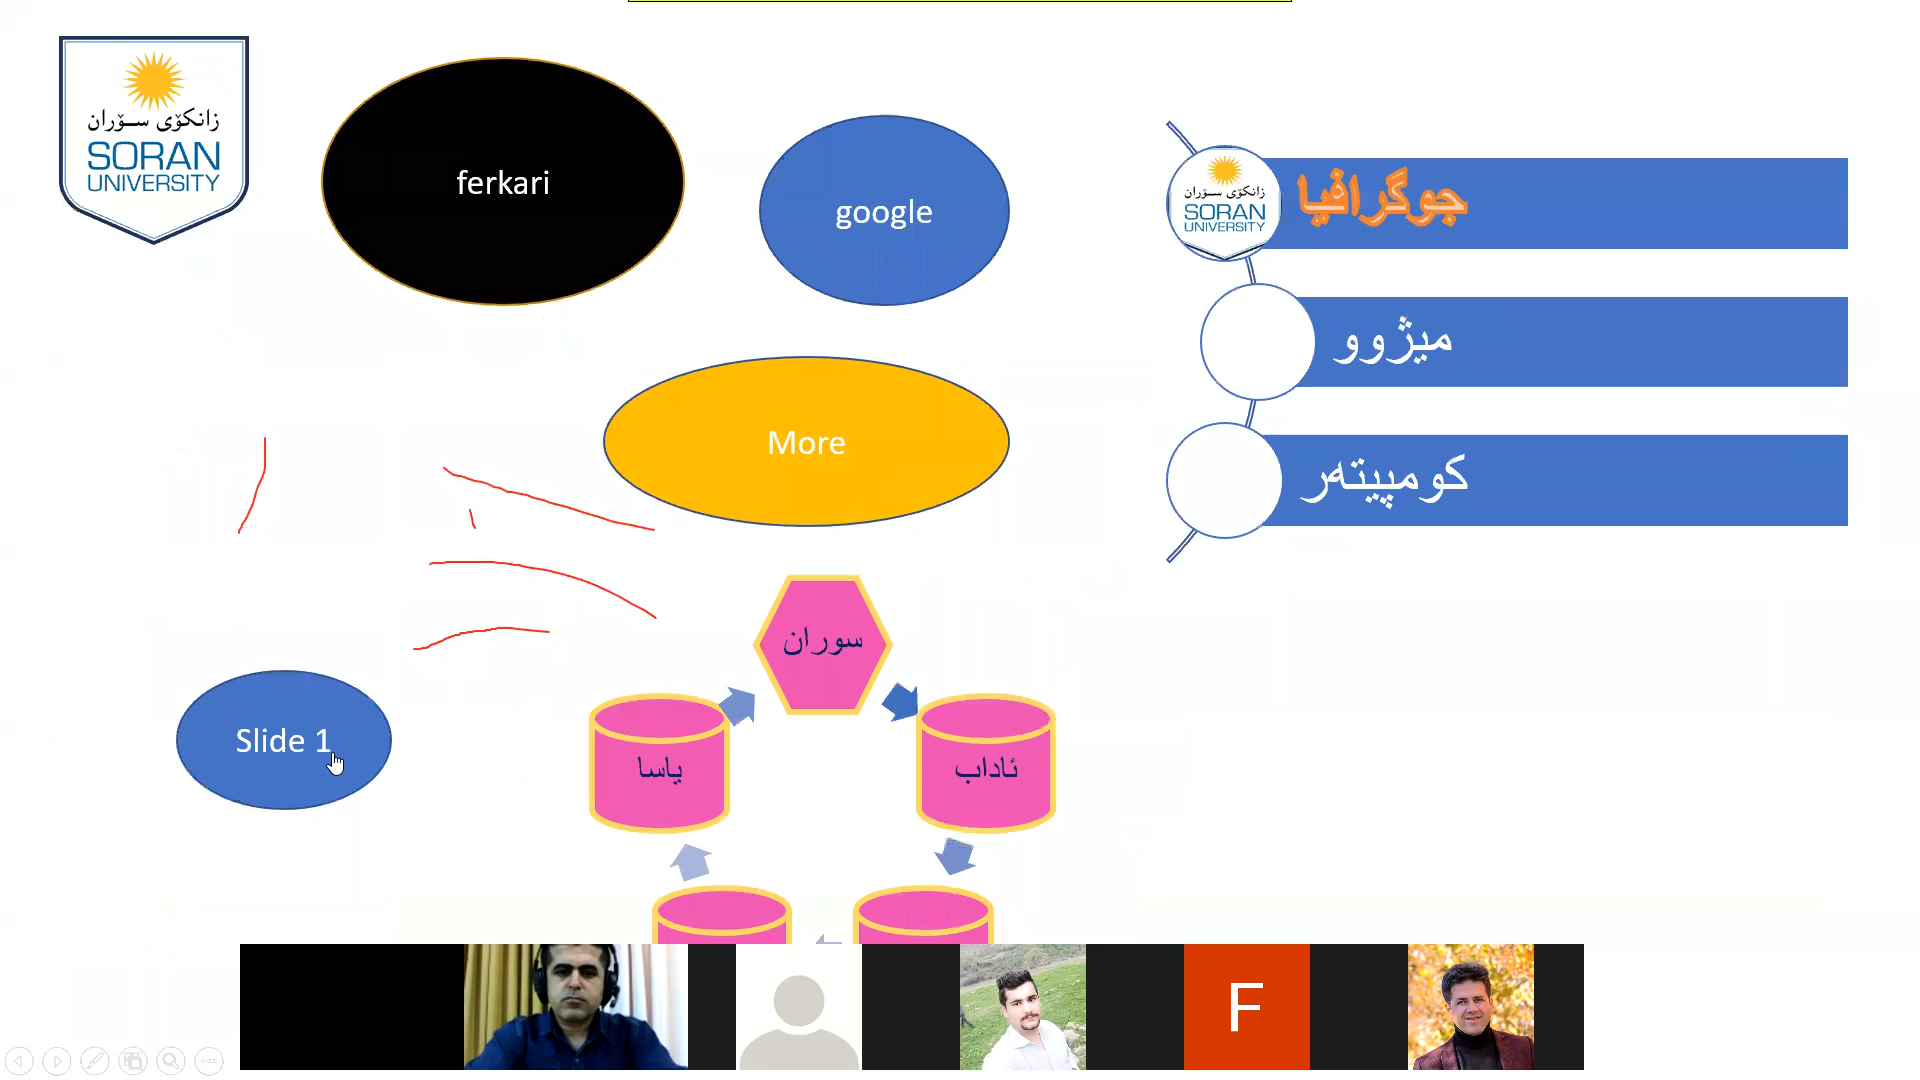 زانکۆی سۆران
SORAN
UNIVERSITY
ferkari
google
More
Slide 1
زانکۆی سۆران
SORAN
UNIVERSITY
جوگرافیا
میژوو
کومپیتەر
سوران
ئاداب
یاسا
F